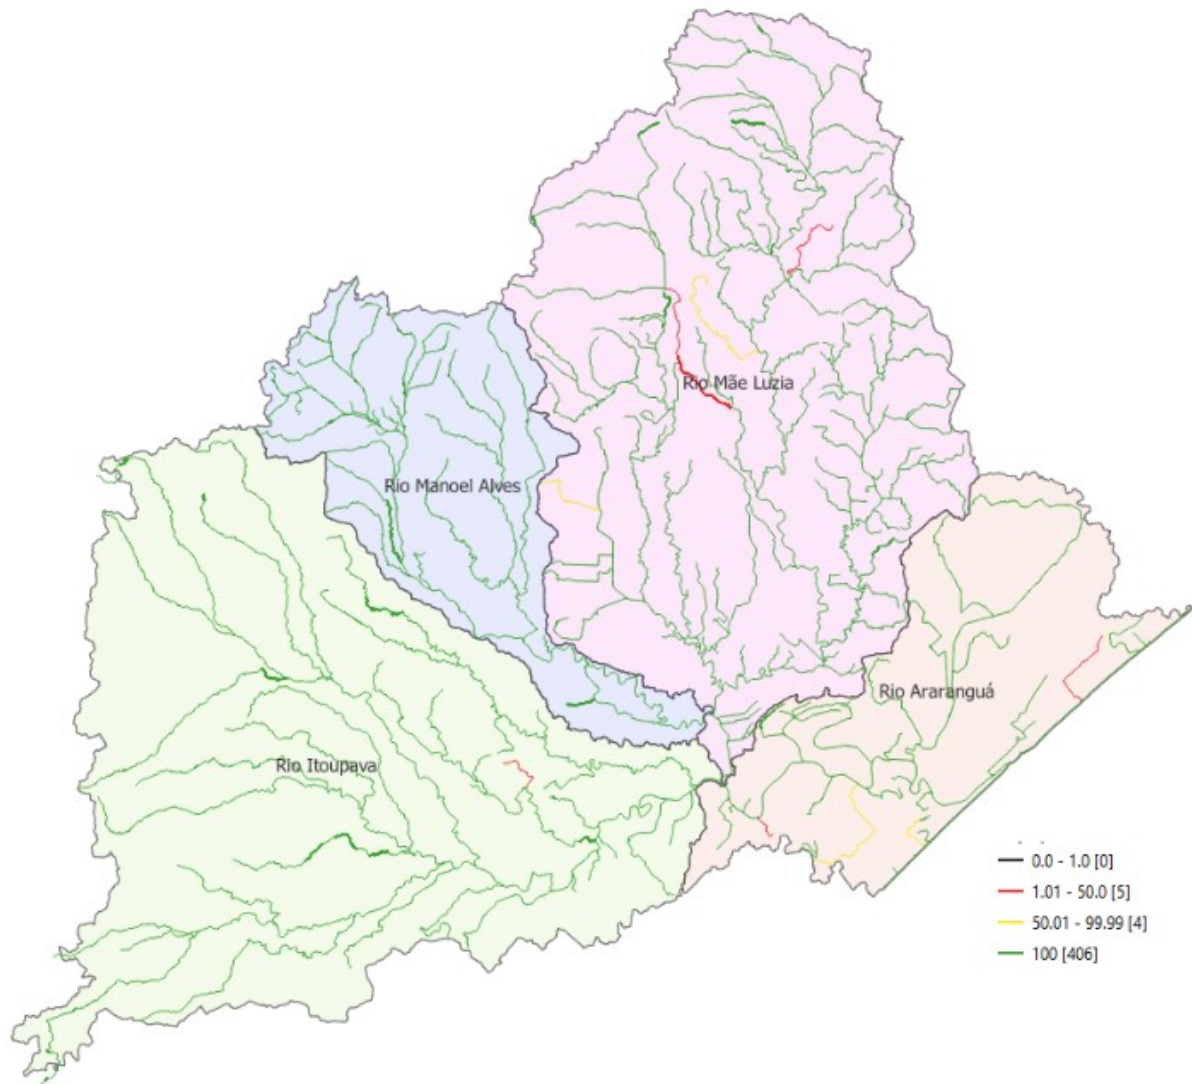 Rio Mãe Luzia
Rio Manoel Alves
Rio Araranguá
Rio Itoupava
0.0 - 1.0 [0]
1.01 - 50.0 [5]
50.01 - 99.99 [4]
100 [406]